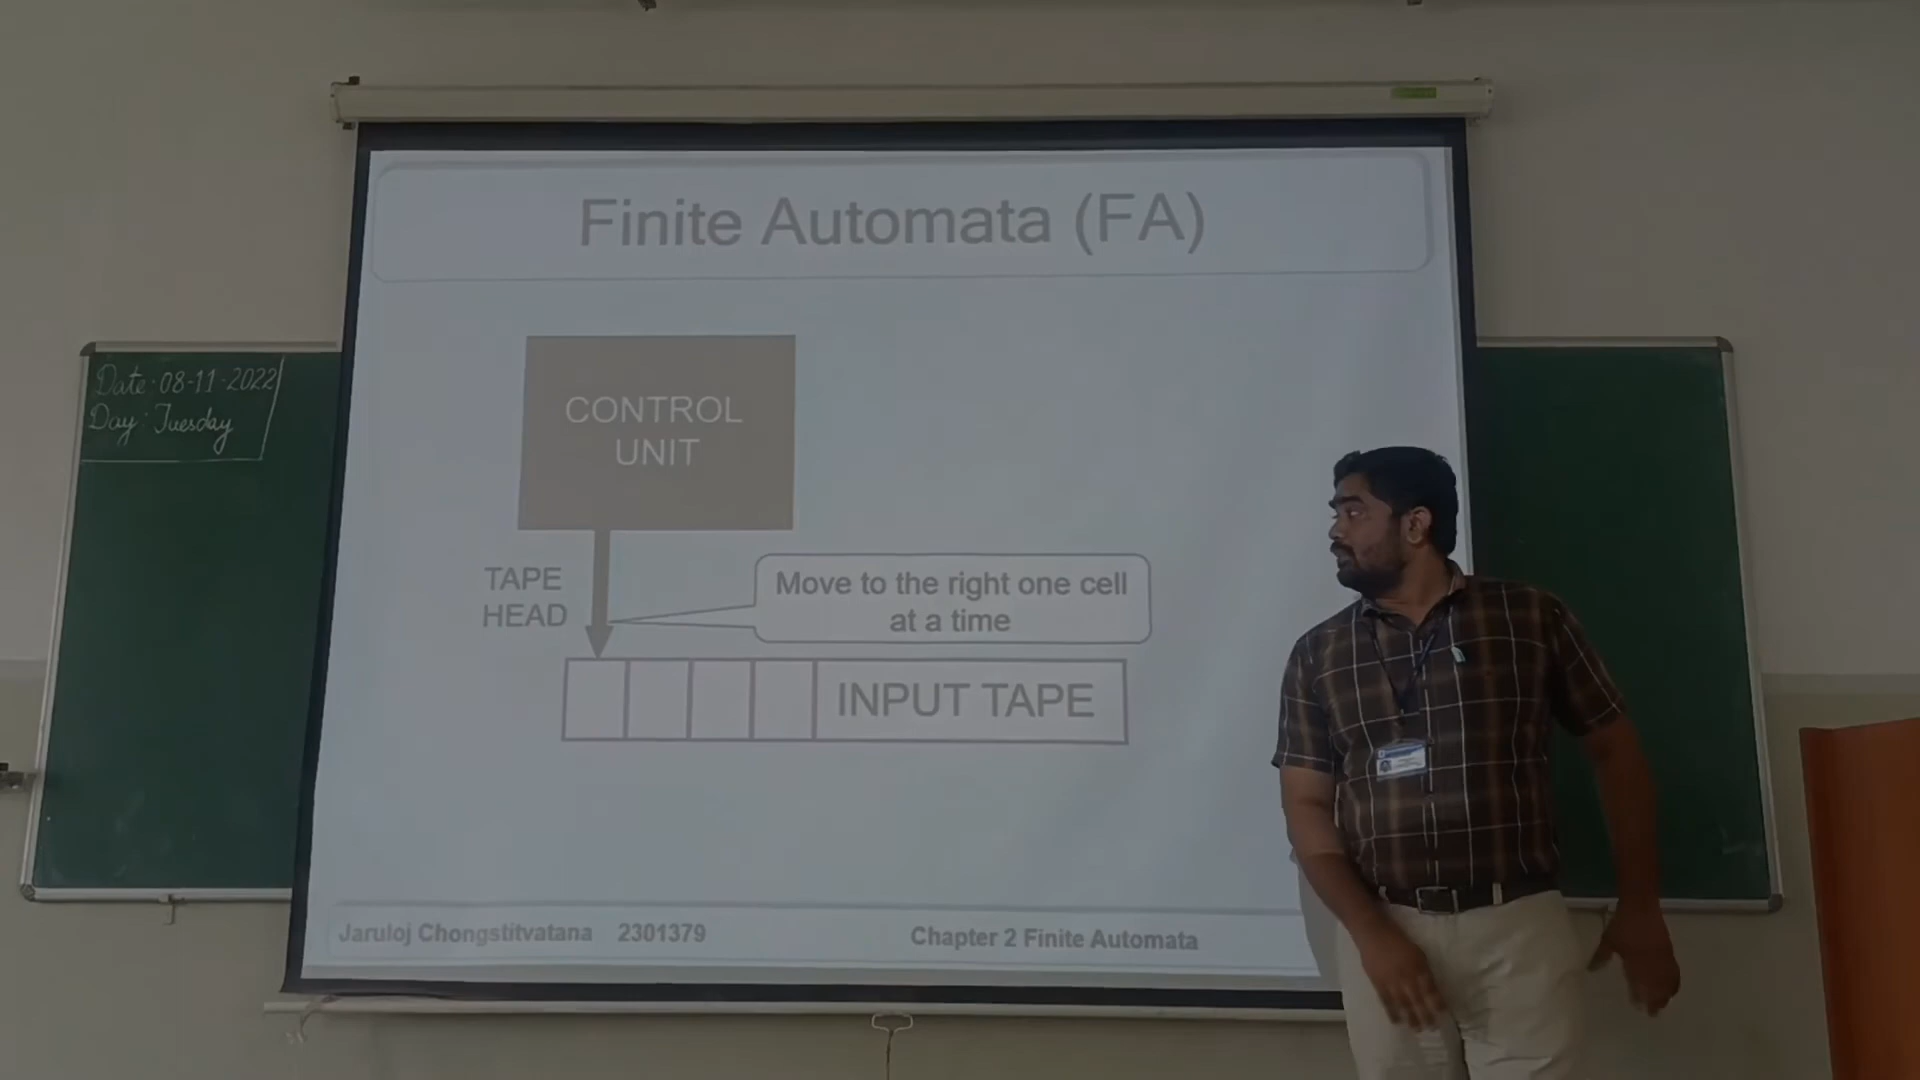 Finite Automata (FA)
Date: 08-11-2022
Day: Tuesday
CONTROL
UNIT
TAPE
HEAD
Move to the right one cell
at a time
INPUT TAPE
Jaruloj Chongstitvatana 2301379
Chapter 2 Finite Automata